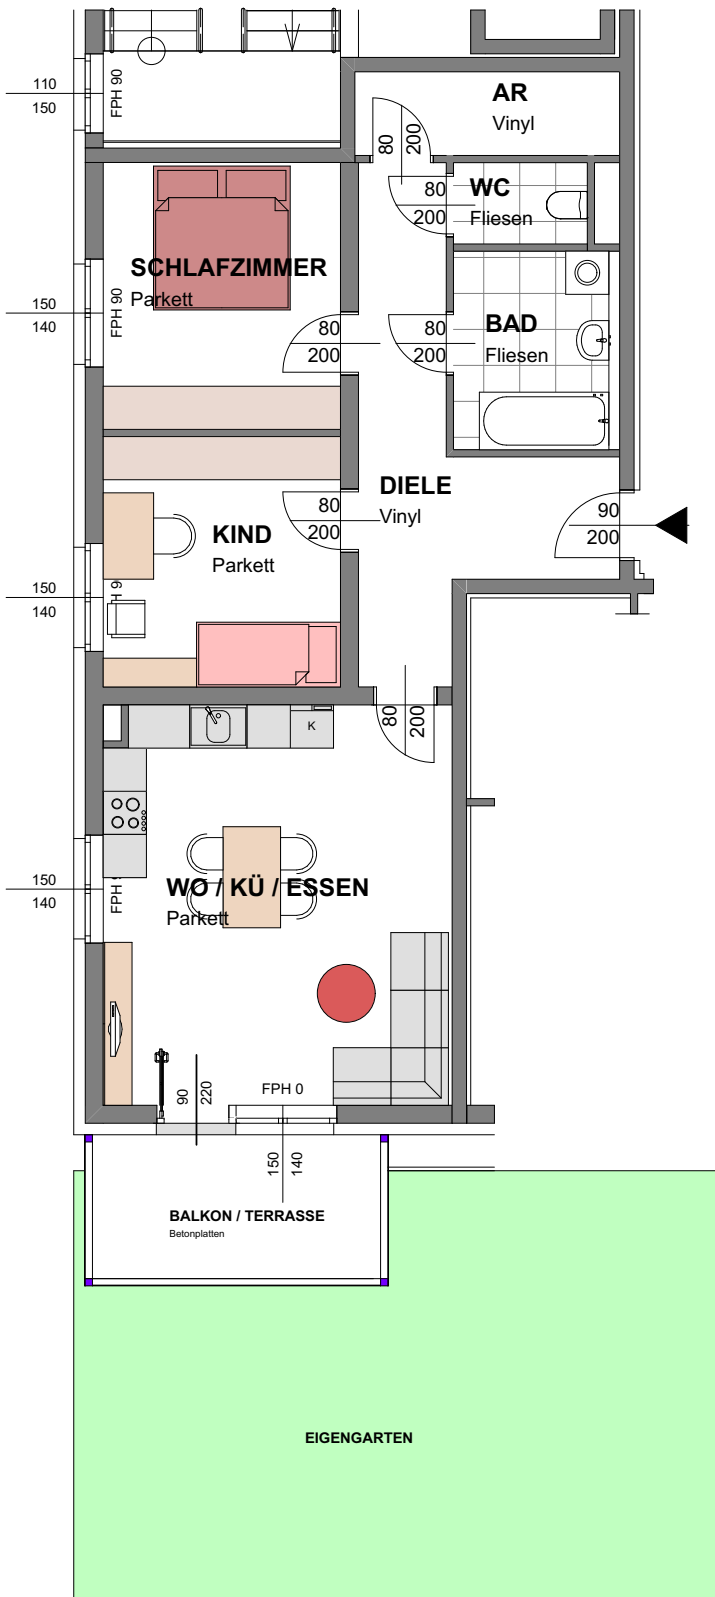 110
150
FPH 90
AR
Vinyl
80
200
WC
Fliesen
80
200
SCHLAFZIMMER
Parkett
150
140
FPH 90
80
200
80
200
BAD
Fliesen
DIELE
Vinyl
80
200
90
200
KIND
Parkett
150
140
80
200
K
WO / KÜ / ESSEN
Parkett
150
140
FPH
90
220
FPH 0
150
140
BALKON / TERRASSE
Betonplatten
EIGENGARTEN